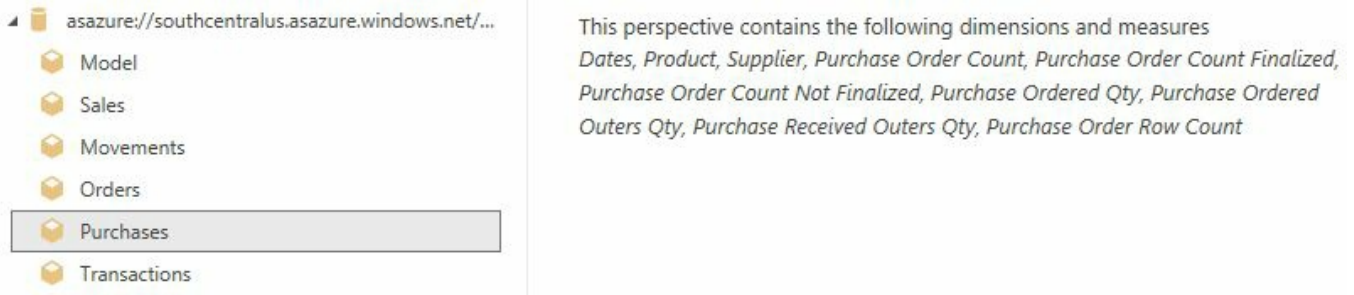 asazure://southcentralus.asazure.windows.net/...
Model
Sales
Movements
Orders
Purchases
Transactions
This perspective contains the following dimensions and measures
Dates, Product, Supplier, Purchase Order Count, Purchase Order Count Finalized,
Purchase Order Count Not Finalized, Purchase Ordered Qty, Purchase Ordered
Outers Qty, Purchase Received Outers Qty, Purchase Order Row Count